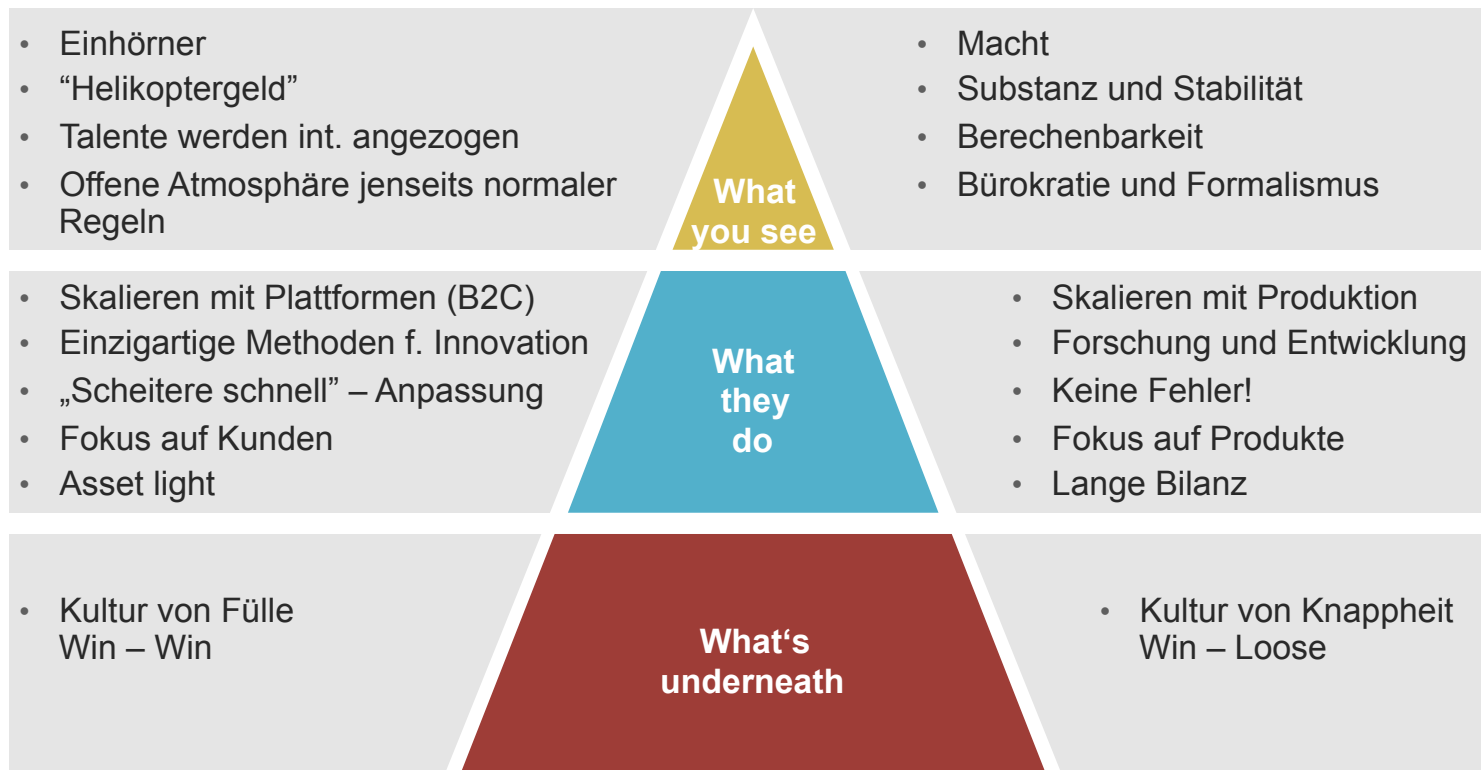 • Einhörner
• “Helikoptergeld”
• Talente werden int. angezogen
• Offene Atmosphäre jenseits normaler
Regeln
What
you see
• Macht
• Substanz und Stabilität
• Berechenbarkeit
• Bürokratie und Formalismus
• Skalieren mit Plattformen (B2C)
• Einzigartige Methoden f. Innovation
• „Scheitere schnell” – Anpassung
• Fokus auf Kunden
• Asset light
What
they
do
• Skalieren mit Produktion
• Forschung und Entwicklung
• Keine Fehler!
• Fokus auf Produkte
• Lange Bilanz
• Kultur von Fülle
Win – Win
What‘s
underneath
• Kultur von Knappheit
Win – Loose